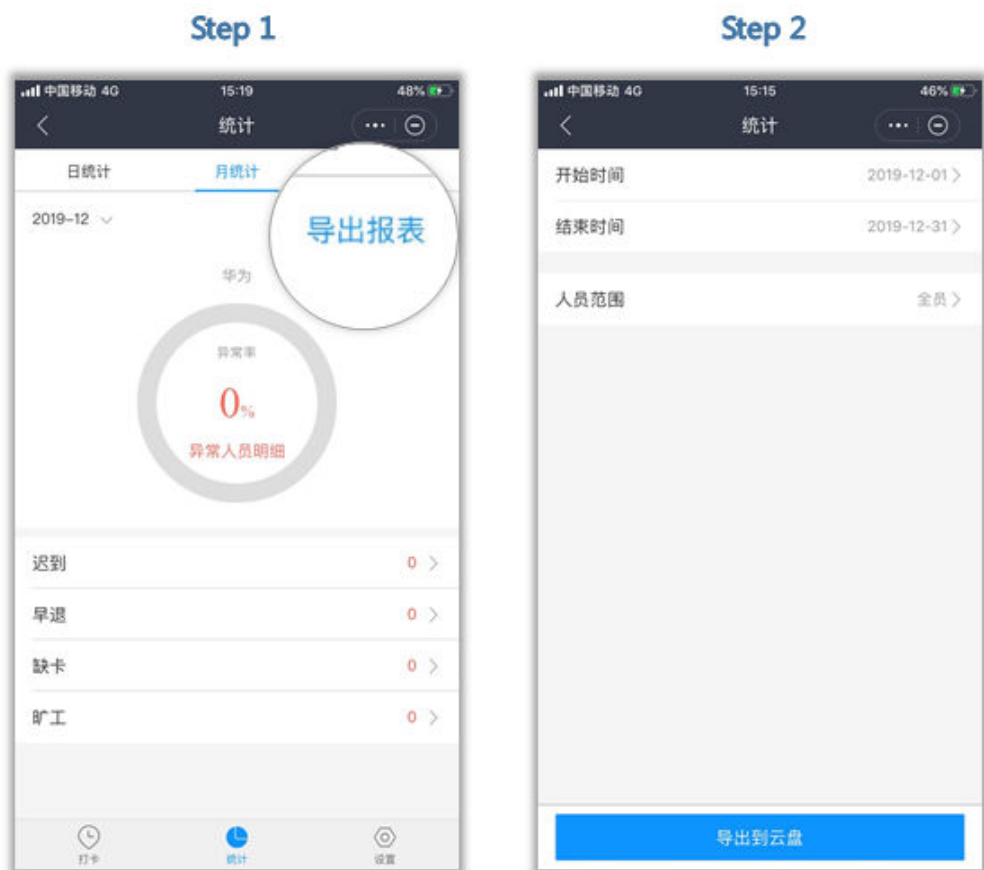 Step 1
中国移动 4G 15:19 48%
统计
日统计 月统计
导出报表
2019-12
华为
异常率
0%
异常人员明细
迟到 0
早退 0
缺卡 0
旷工 0
打卡 统计 设置
Step 2
中国移动 4G 15:15 46%
统计
开始时间 2019-12-01
结束时间 2019-12-31
人员范围 全员
导出到云盘